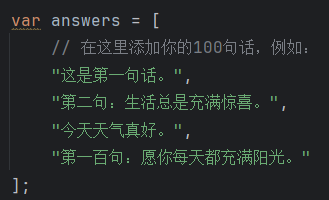 var answers = [
// 在这里添加你的100句话，例如：
"这是第一句话。",
"第二句：生活总是充满惊喜。",
"今天天气真好。",
"第一百句：愿你每天都充满阳光。"
];